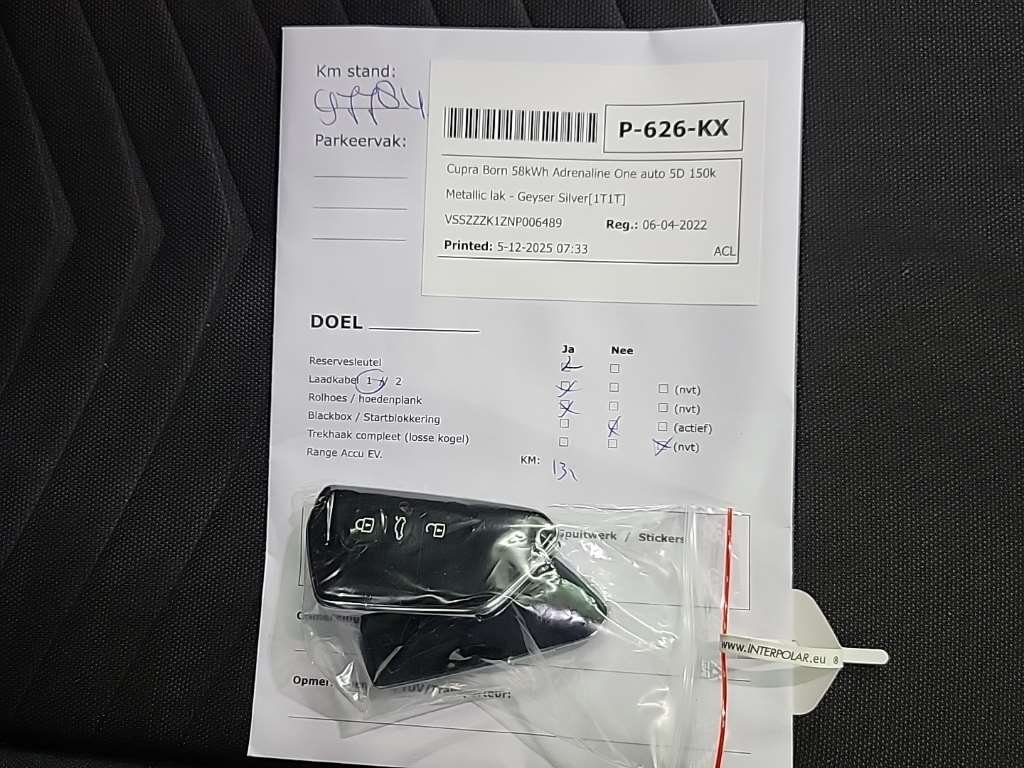 Km stand:
97784
Parkeervak:
P-626-KX
Cupra Born 58kWh Adrenaline One auto 5D 150k
Metallic lak - Geyser Silver[1T1T]
VSSZZZK1ZNP006489 Reg.: 06-04-2022
Printed: 5-12-2025 07:33 ACL
DOEL
Ja Nee
Reservesleutel
Laadkabel 1 / 2 (nvt)
Rolhoes / hoedenplank (nvt)
Blackbox / Startblokkering (actief)
Trekhaak compleet (losse kogel) (nvt)
Range Accu EV. KM:
Spuitwerk / Stickers
www.INTERPOLAR.eu ®